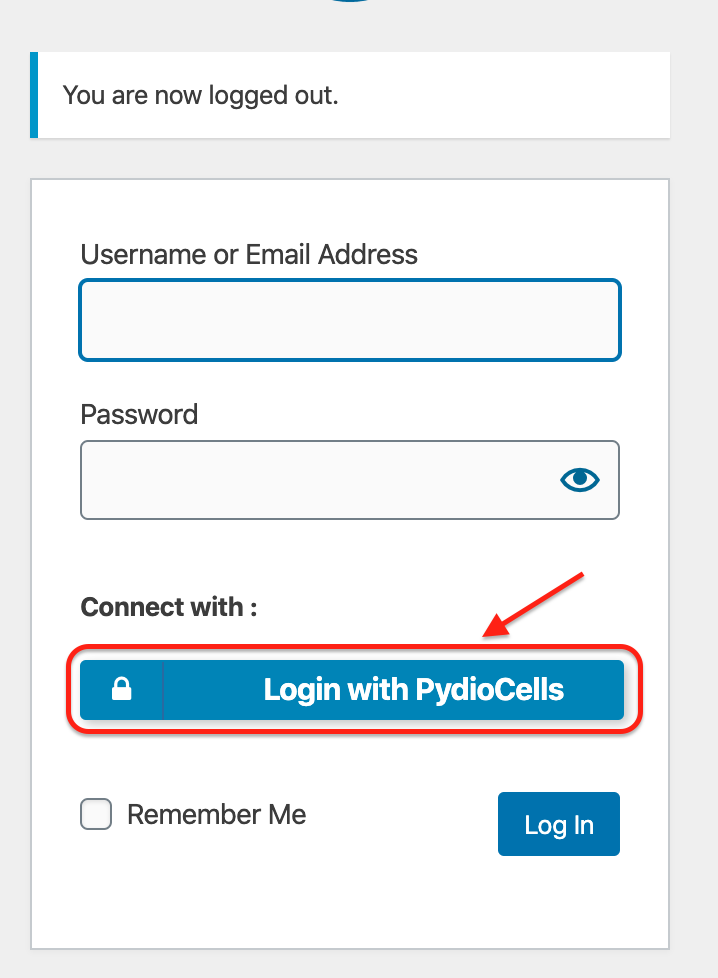 You are now logged out.
Username or Email Address
Password
Connect with :
Login with PydioCells
Remember Me
Log In